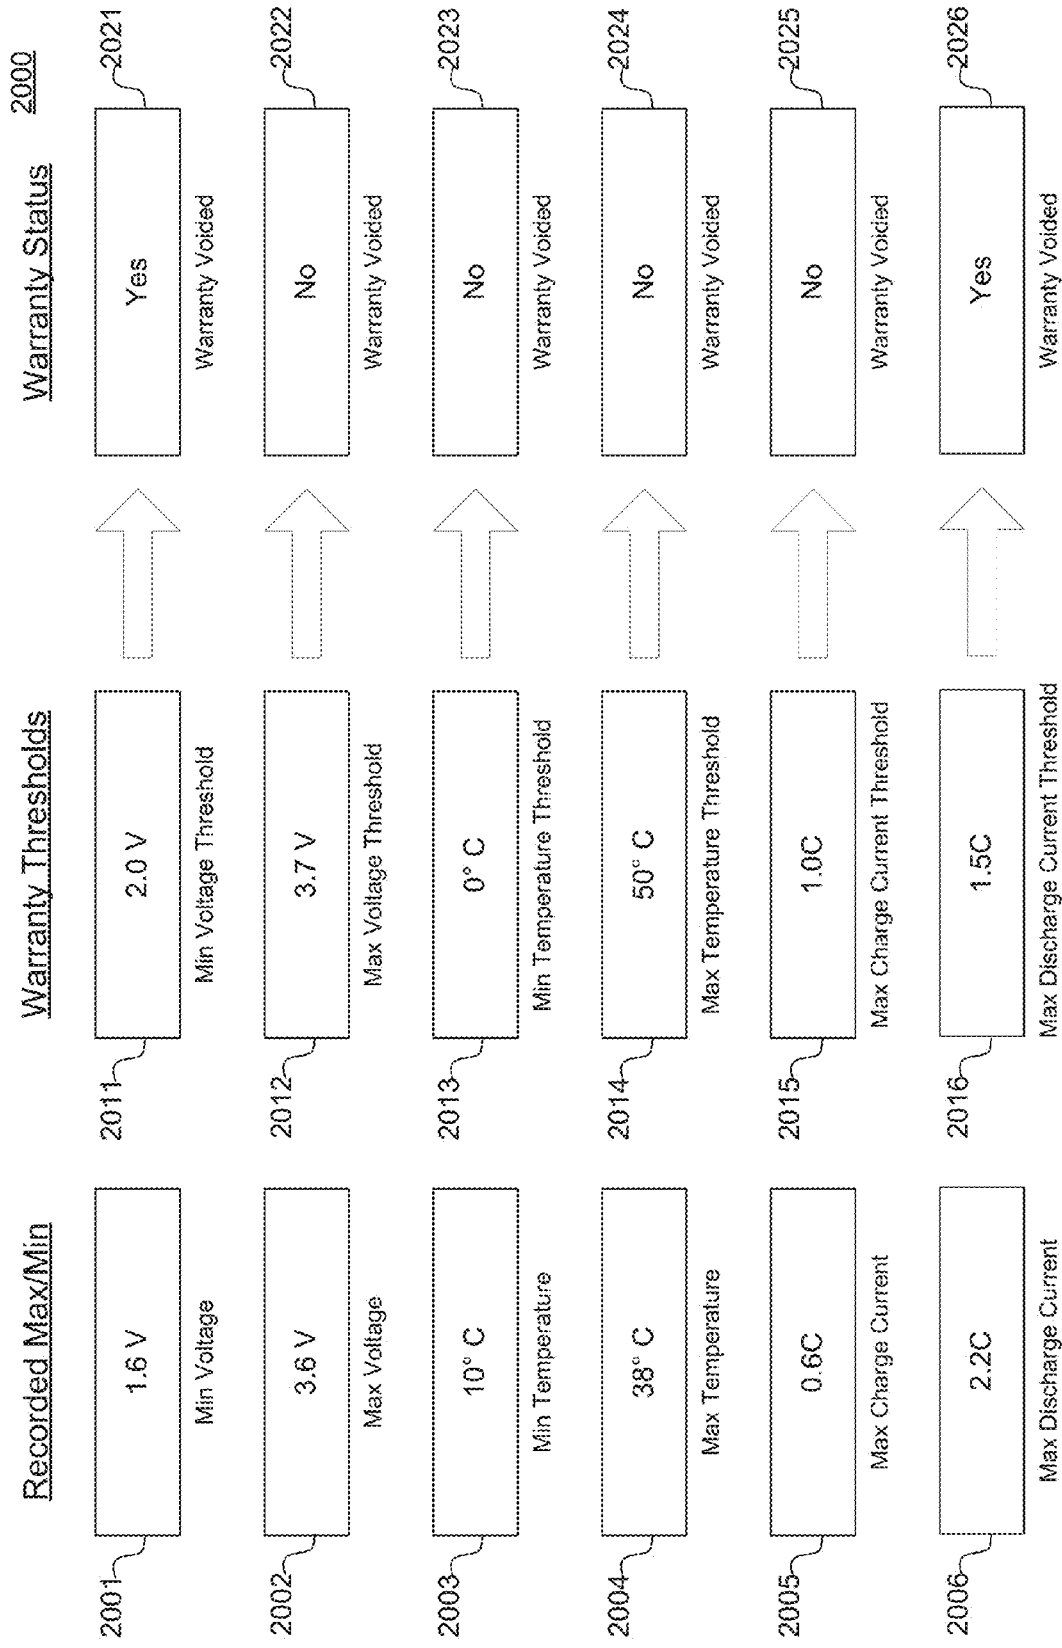 2000
Recorded Max/Min
Warranty Thresholds
Warranty Status
2001
1.6 V
Min Voltage
2011
2.0 V
Min Voltage Threshold
2021
Yes
Warranty Voided
2002
3.6 V
Max Voltage
2012
3.7 V
Max Voltage Threshold
2022
No
Warranty Voided
2003
10° C
Min Temperature
2013
0° C
Min Temperature Threshold
2023
No
Warranty Voided
2004
38° C
Max Temperature
2014
50° C
Max Temperature Threshold
2024
No
Warranty Voided
2005
0.6C
Max Charge Current
2015
1.0C
Max Charge Current Threshold
2025
No
Warranty Voided
2006
2.2C
Max Discharge Current
2016
1.5C
Max Discharge Current Threshold
2026
Yes
Warranty Voided